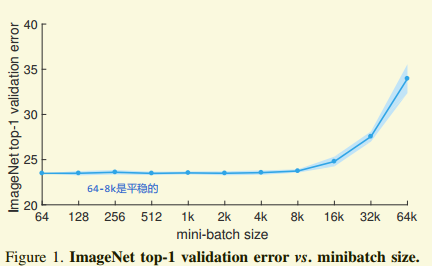 ImageNet top-1 validation error
40
35
30
25
20
64-8k是平稳的
64 128 256 512 1k 2k 4k 8k 16k 32k 64k
mini-batch size
Figure 1. ImageNet top-1 validation error vs. minibatch size.